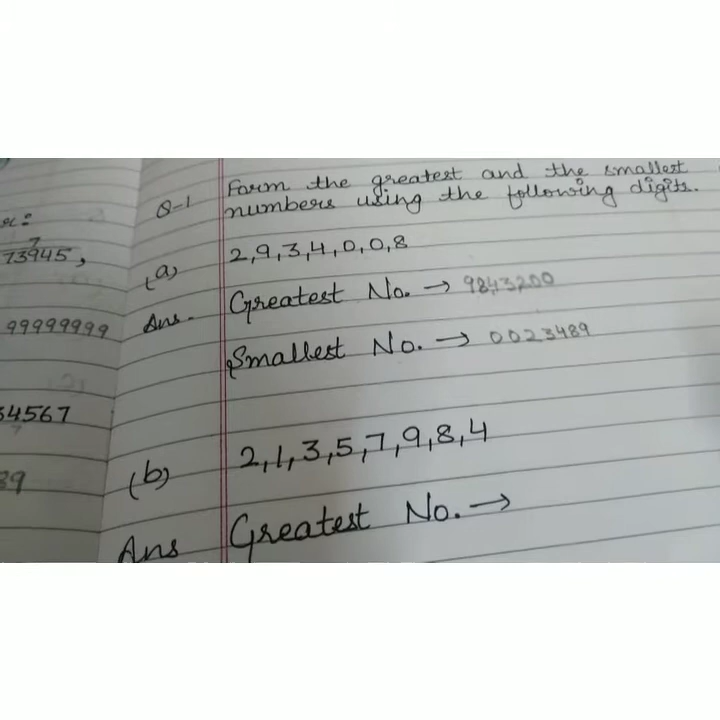 73945,
99999999
34567
39
Q-1 Form the greatest and the smallest
numbers using the following digits.
(a) 2,9,3,4,0,0,8
Ans. Greatest No. → 9843200
Smallest No. → 0023489
(b) 2,1,3,5,7,9,8,4
Ans Greatest No. →